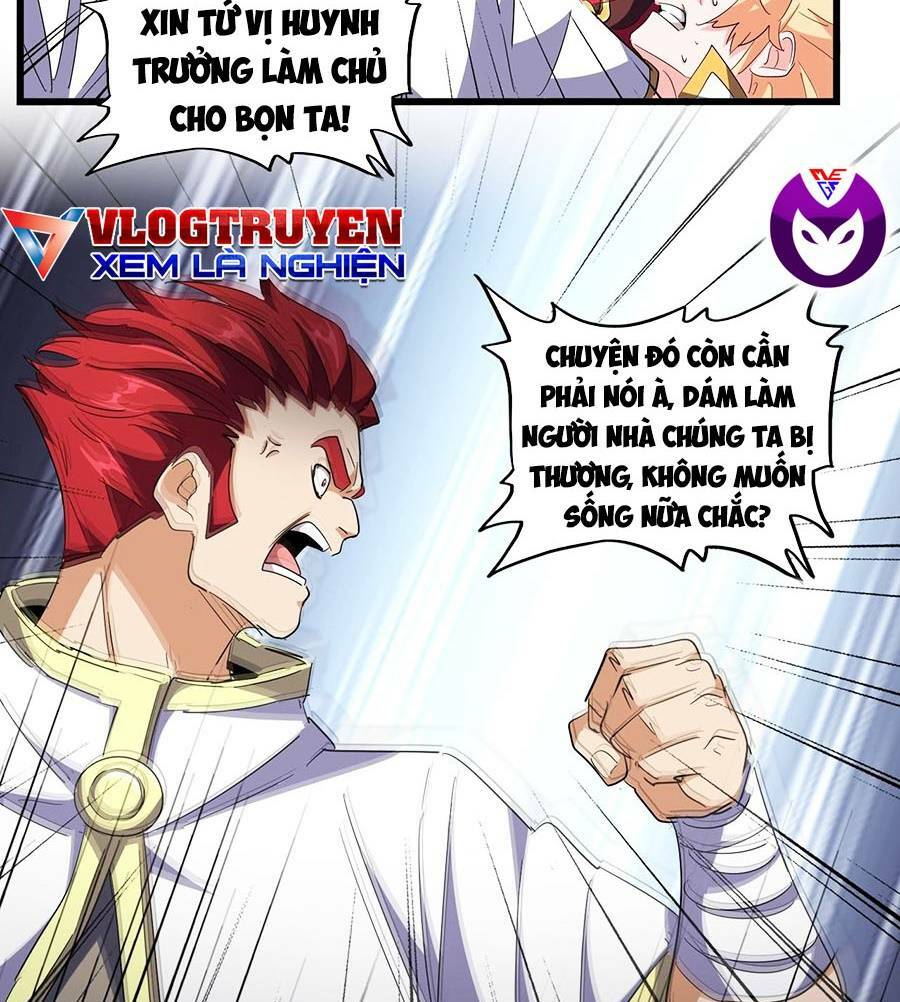 XIN TỨ VỊ HUYNH
TRƯỞNG LÀM CHỦ
CHO BỌN TA!
VLOGTRUYEN
XEM LÀ NGHIỆN
CHUYỆN ĐÓ CÒN CẦN
PHẢI NÓI À, DÁM LÀM
NGƯỜI NHÀ CHÚNG TA BỊ
THƯƠNG, KHÔNG MUỐN
SỐNG NỮA CHẮC?